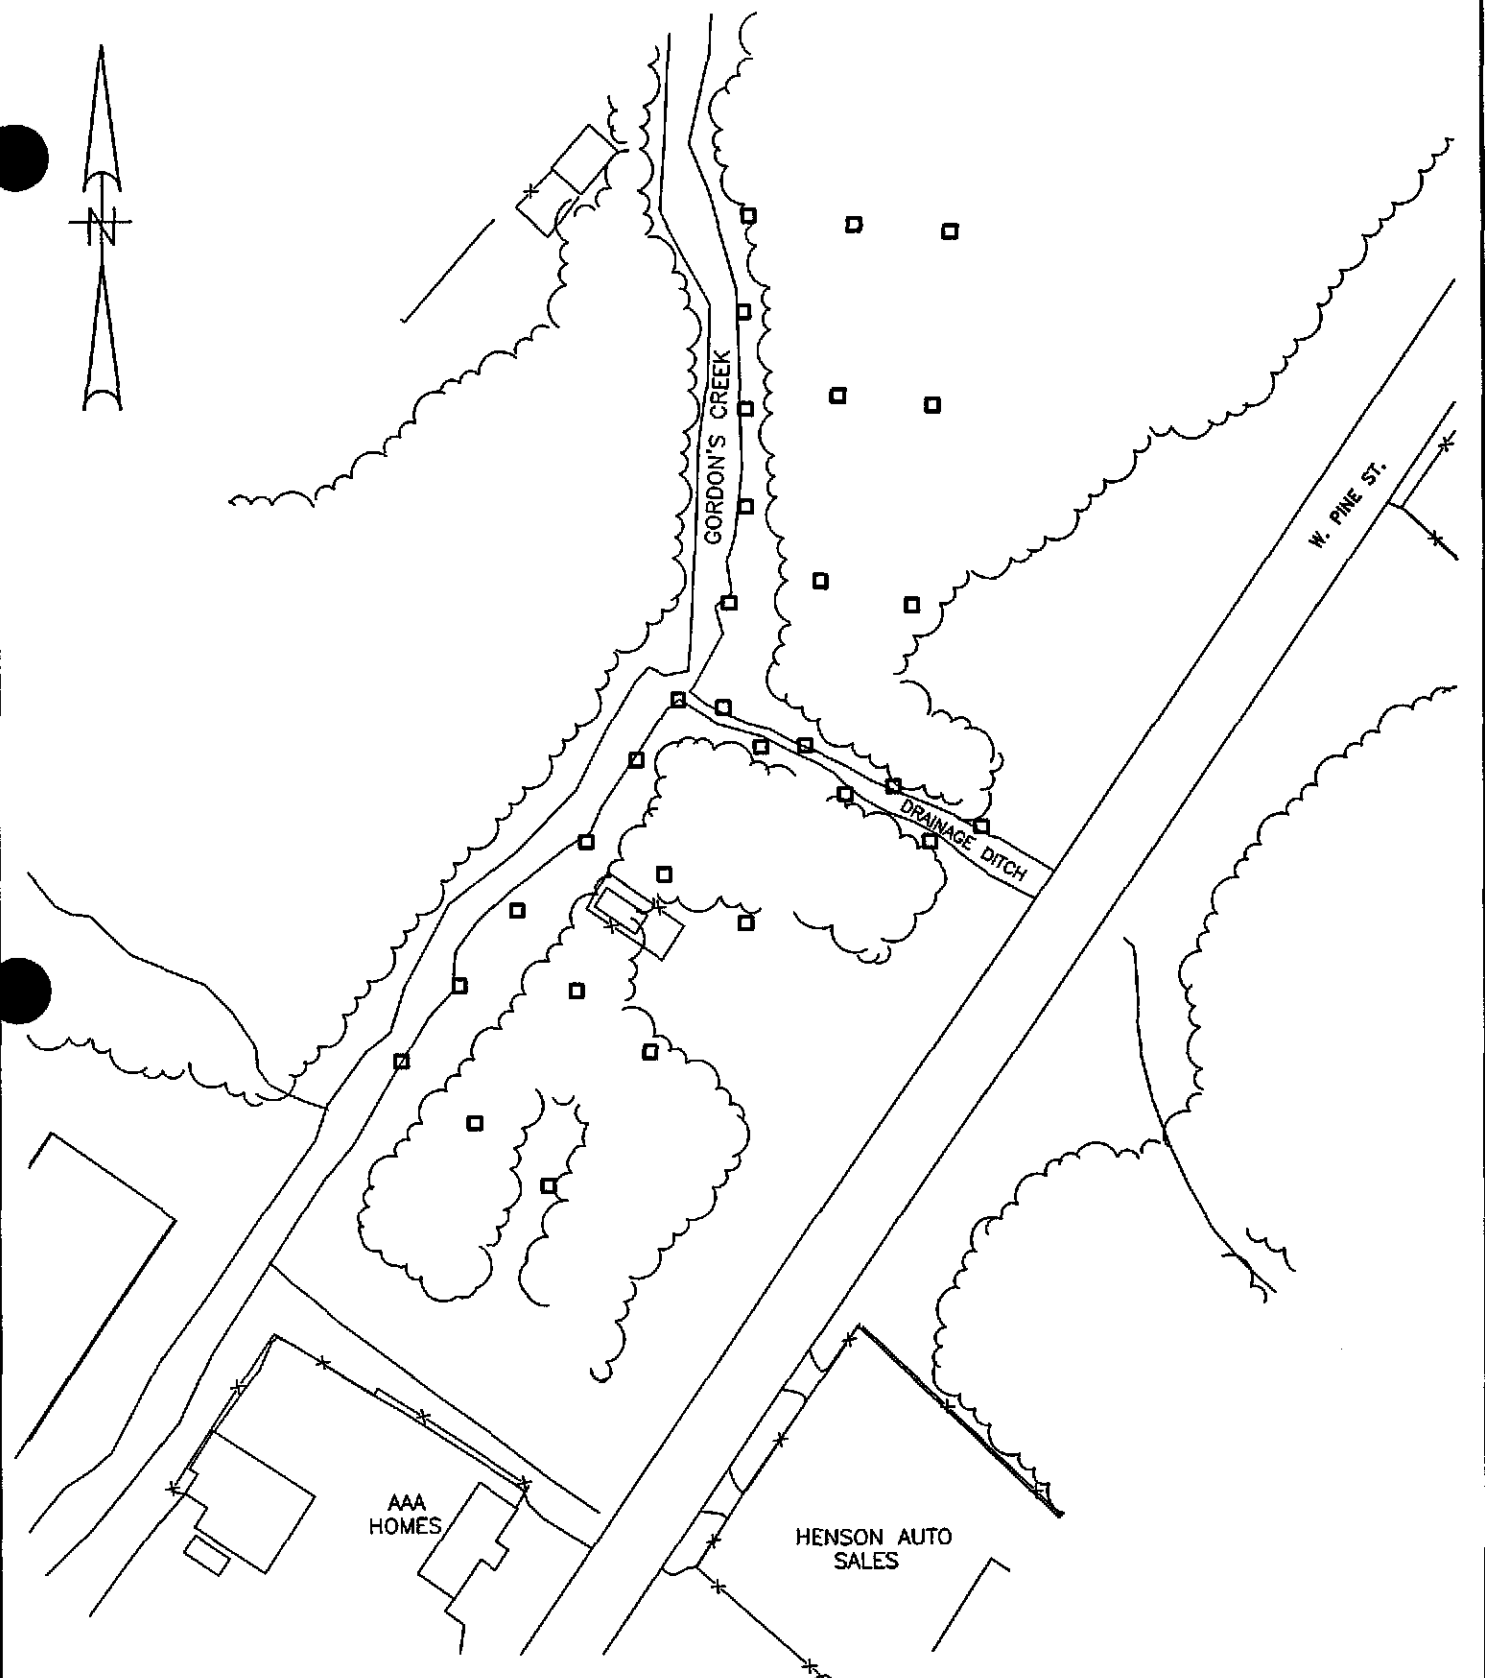 N
GORDON'S CREEK
W. PINE ST.
DRAINAGE DITCH
AAA
HOMES
HENSON AUTO
SALES